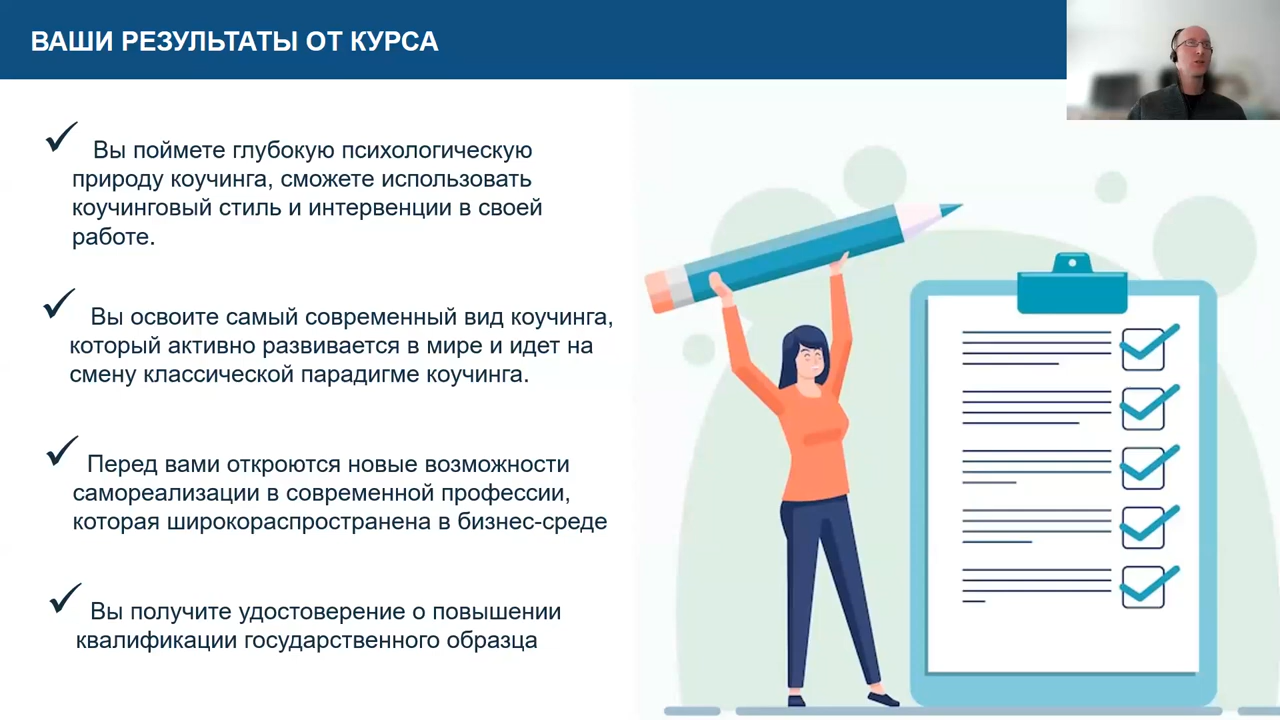 ВАШИ РЕЗУЛЬТАТЫ ОТ КУРСА
Вы поймете глубокую психологическую
природу коучинга, сможете использовать
коучинговый стиль и интервенции в своей
работе.
Вы освоите самый современный вид коучинга,
который активно развивается в мире и идет на
смену классической парадигме коучинга.
Перед вами откроются новые возможности
самореализации в современной профессии,
которая широкораспространена в бизнес-среде
Вы получите удостоверение о повышении
квалификации государственного образца